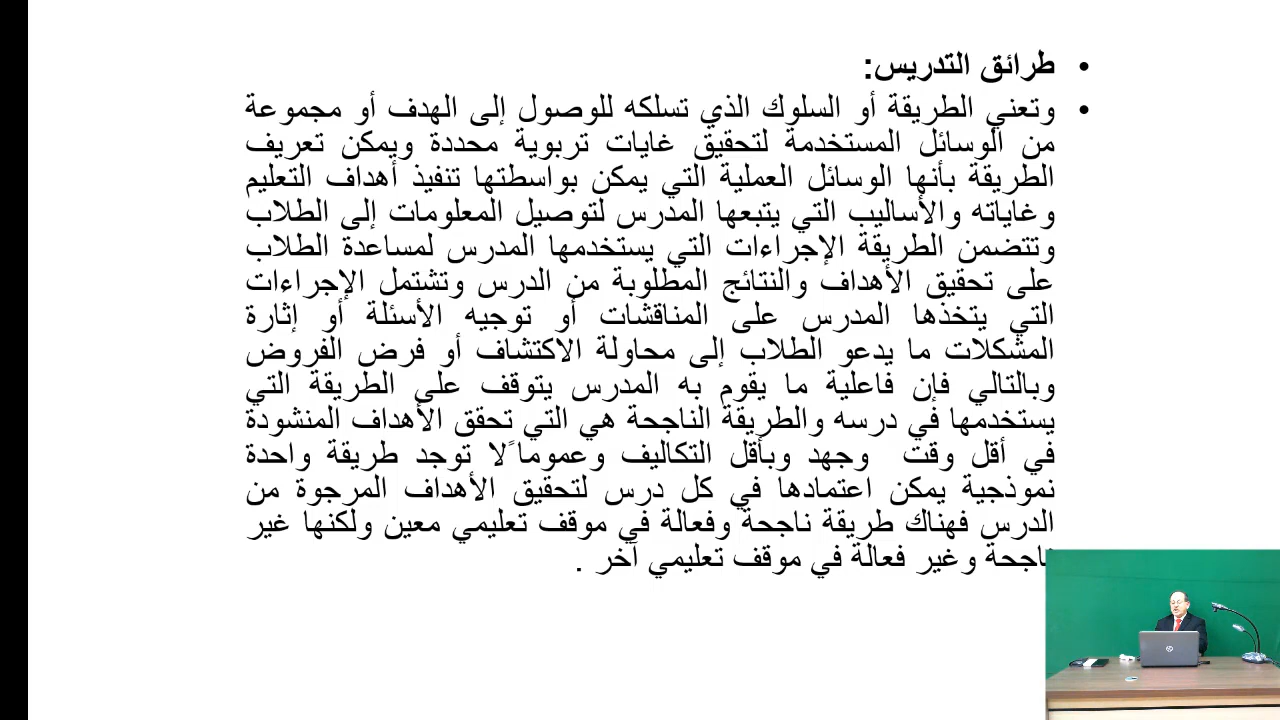 • طرائق التدريس:
• وتعني الطريقة أو السلوك الذي تسلكه للوصول إلى الهدف أو مجموعة
من الوسائل المستخدمة لتحقيق غايات تربوية محددة ويمكن تعريف
الطريقة بأنها الوسائل العملية التي يمكن بواسطتها تنفيذ أهداف التعليم
وغاياته والأساليب التي يتبعها المدرس لتوصيل المعلومات إلى الطلاب
وتتضمن الطريقة الإجراءات التي يستخدمها المدرس لمساعدة الطلاب
على تحقيق الأهداف والنتائج المطلوبة من الدرس وتشتمل الإجراءات
التي يتخذها المدرس على المناقشات أو توجيه الأسئلة أو إثارة
المشكلات ما يدعو الطلاب إلى محاولة الاكتشاف أو فرض الفروض
وبالتالي فإن فاعلية ما يقوم به المدرس يتوقف على الطريقة التي
يستخدمها في درسه والطريقة الناجحة هي التي تحقق الأهداف المنشودة
في أقل وقت وجهد وبأقل التكاليف وعموما ًلا توجد طريقة واحدة
نموذجية يمكن اعتمادها في كل درس لتحقيق الأهداف المرجوة من
الدرس فهناك طريقة ناجحة وفعالة في موقف تعليمي معين ولكنها غير
ناجحة وغير فعالة في موقف تعليمي آخر .